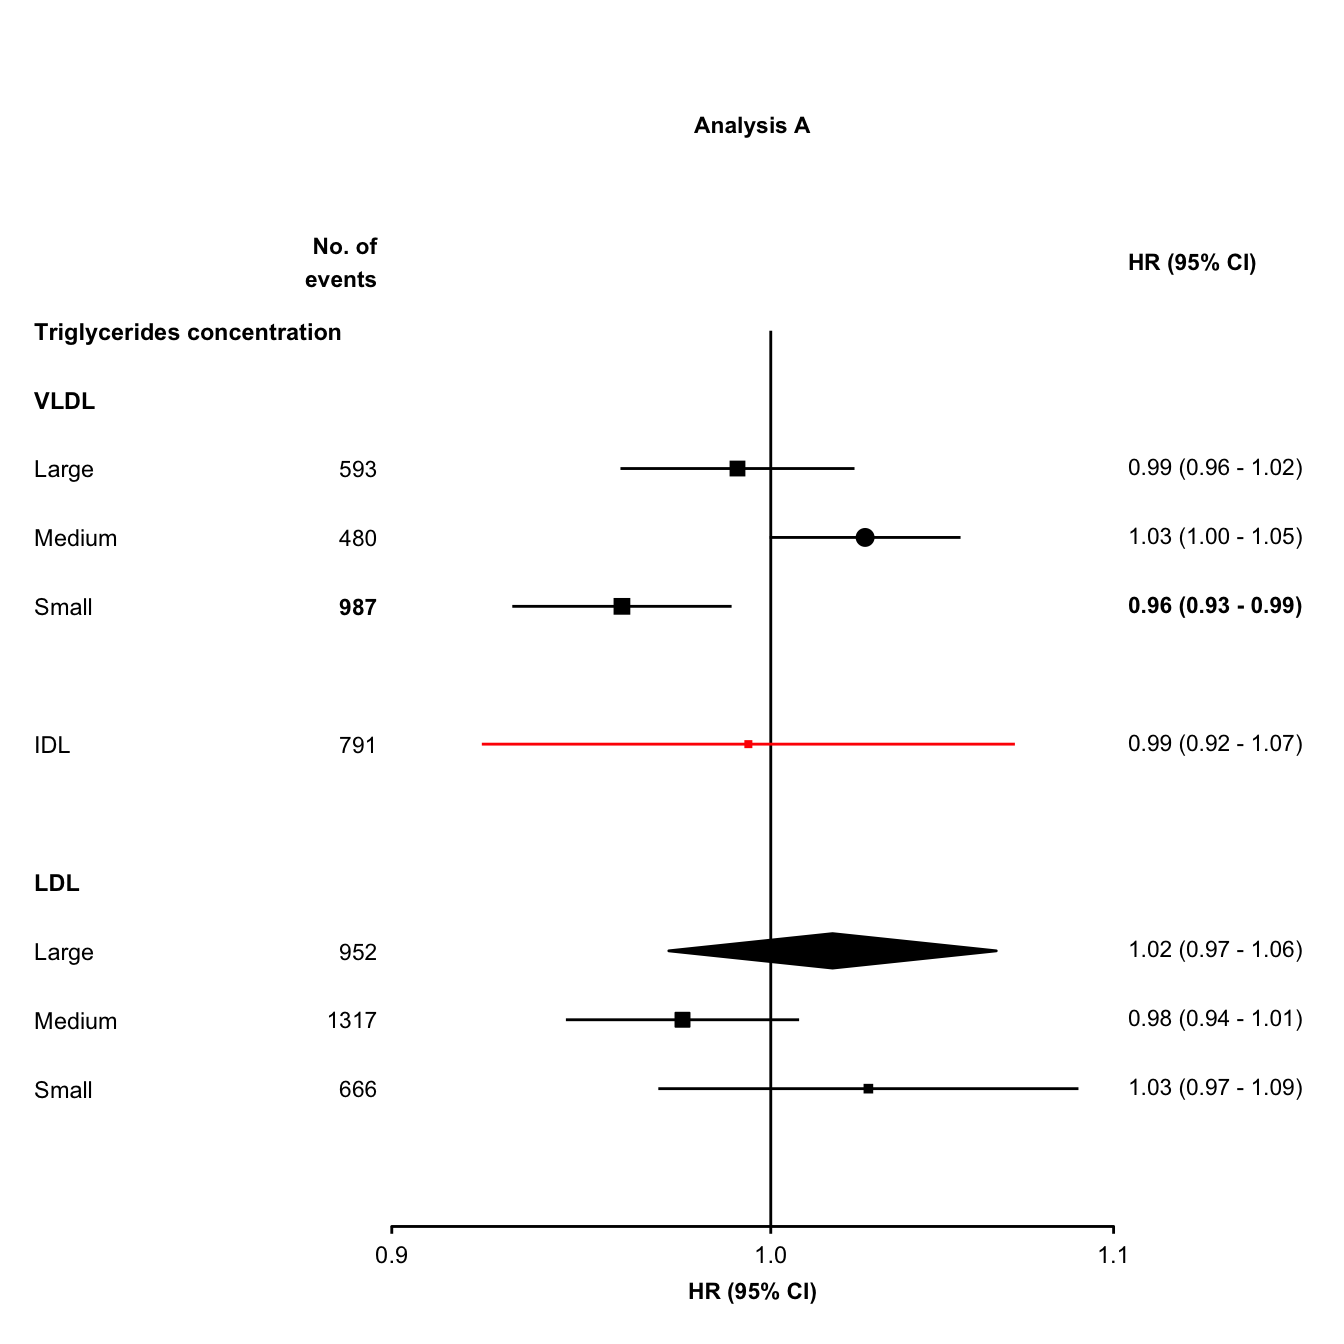 Analysis A
No. of
events
HR (95% CI)
Triglycerides concentration
VLDL
Large 593 0.99 (0.96 - 1.02)
Medium 480 1.03 (1.00 - 1.05)
Small 987 0.96 (0.93 - 0.99)
IDL 791 0.99 (0.92 - 1.07)
LDL
Large 952 1.02 (0.97 - 1.06)
Medium 1317 0.98 (0.94 - 1.01)
Small 666 1.03 (0.97 - 1.09)
0.9 1.0 1.1
HR (95% CI)